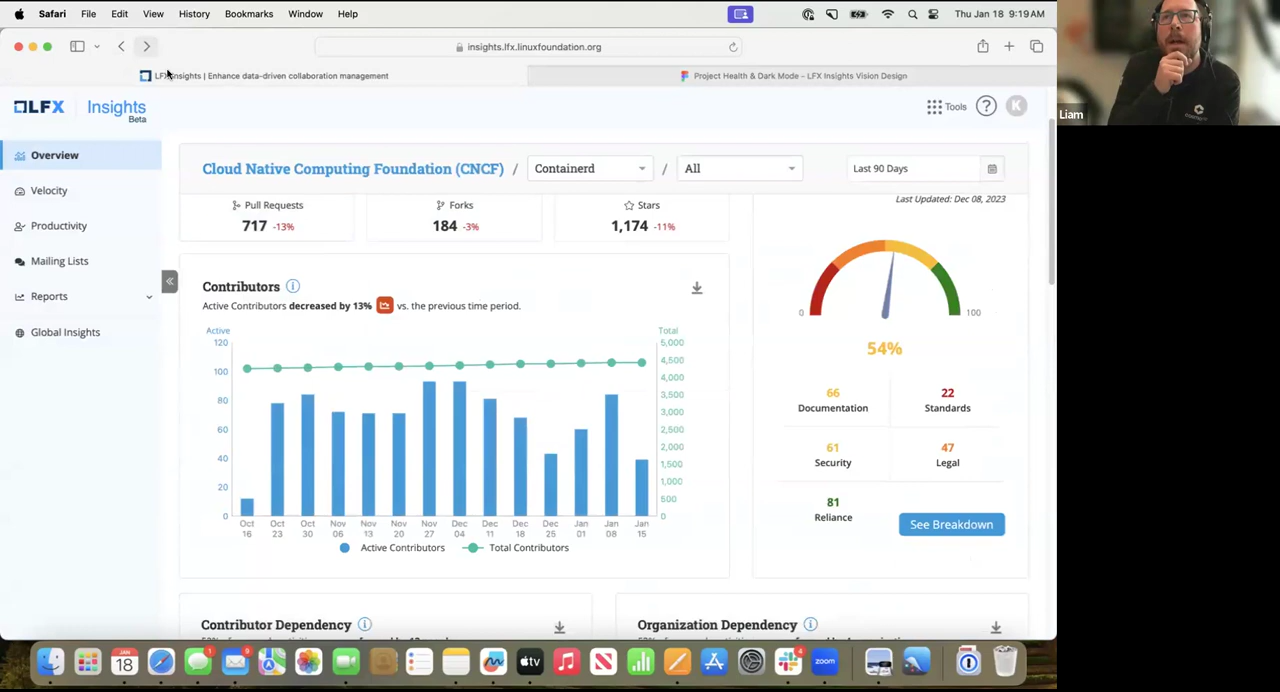 Safari File Edit View History Bookmarks Window Help Thu Jan 18 9:19 AM
insights.lfx.linuxfoundation.org
LFX Insights | Enhance data-driven collaboration management
Project Health & Dark Mode - LFX Insights Vision Design
LFX Insights
Beta
Tools ? K
Liam
Overview
Velocity
Productivity
Mailing Lists
Reports
Global Insights
Cloud Native Computing Foundation (CNCF) / Containerd / All
Last 90 Days
Pull Requests
717 -13%
Forks
184 -3%
Stars
1,174 -11%
Last Updated: Dec 08, 2023
Contributors
Active Contributors decreased by 13% vs. the previous time period.
Active Total
120 5,000
4,500
100 4,000
80 3,500
3,000
60 2,500
2,000
40 1,500
20 1,000
500
0 0
Oct 16
Oct 23
Oct 30
Nov 06
Nov 13
Nov 20
Nov 27
Dec 04
Dec 11
Dec 18
Dec 25
Jan 01
Jan 08
Jan 15
Active Contributors Total Contributors
0 100
54%
66
Documentation
22
Standards
61
Security
47
Legal
81
Reliance
See Breakdown
Contributor Dependency
Organization Dependency
JAN
18
1
9
tv
4
zoom